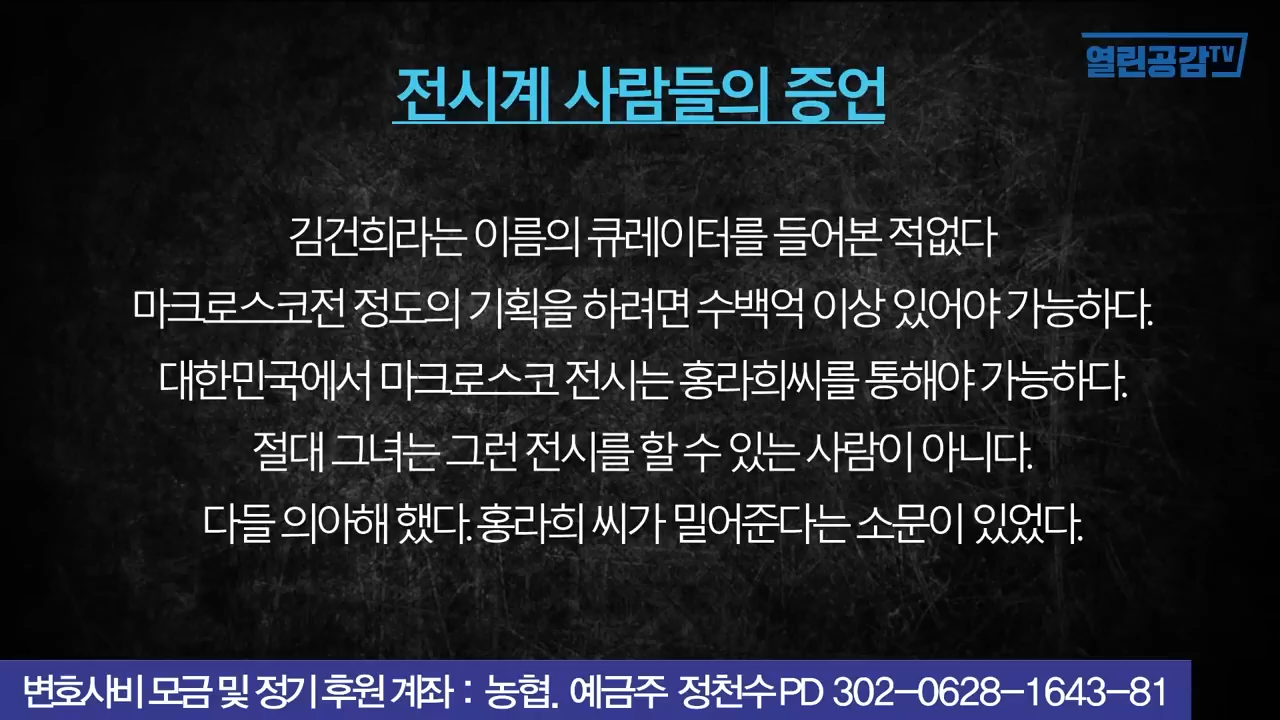 열린공감TV
전시계 사람들의 증언
김건희라는 이름의 큐레이터를 들어본 적없다
마크로스코전 정도의 기획을 하려면 수백억 이상 있어야 가능하다.
대한민국에서 마크로스코 전시는 홍라희씨를 통해야 가능하다.
절대 그녀는 그런 전시를 할 수 있는 사람이 아니다.
다들 의아해 했다. 홍라희 씨가 밀어준다는 소문이 있었다.
변호사비 모금 및 정기 후원 계좌 : 농협. 예금주 정천수PD 302-0628-1643-81